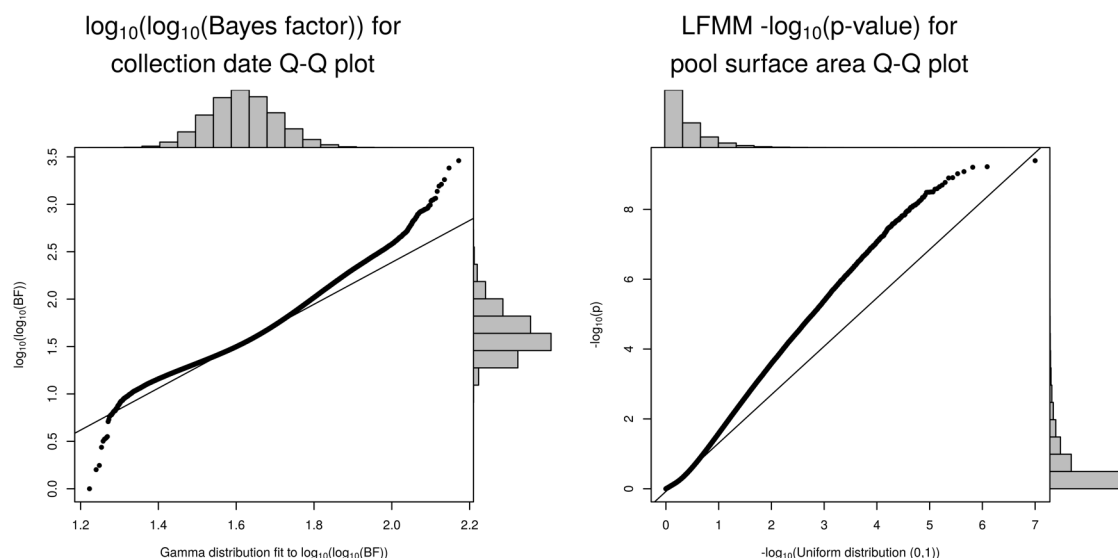 log₁₀(log₁₀(Bayes factor)) for
collection date Q-Q plot
3.5
3.0
2.5
2.0
1.5
1.0
0.5
0.0
log₁₀(log₁₀(BF))
1.2 1.4 1.6 1.8 2.0 2.2
Gamma distribution fit to log₁₀(log₁₀(BF))
LFMM -log₁₀(p-value) for
pool surface area Q-Q plot
8
6
4
2
0
-log₁₀(p)
0 1 2 3 4 5 6 7
-log₁₀(Uniform distribution (0,1))